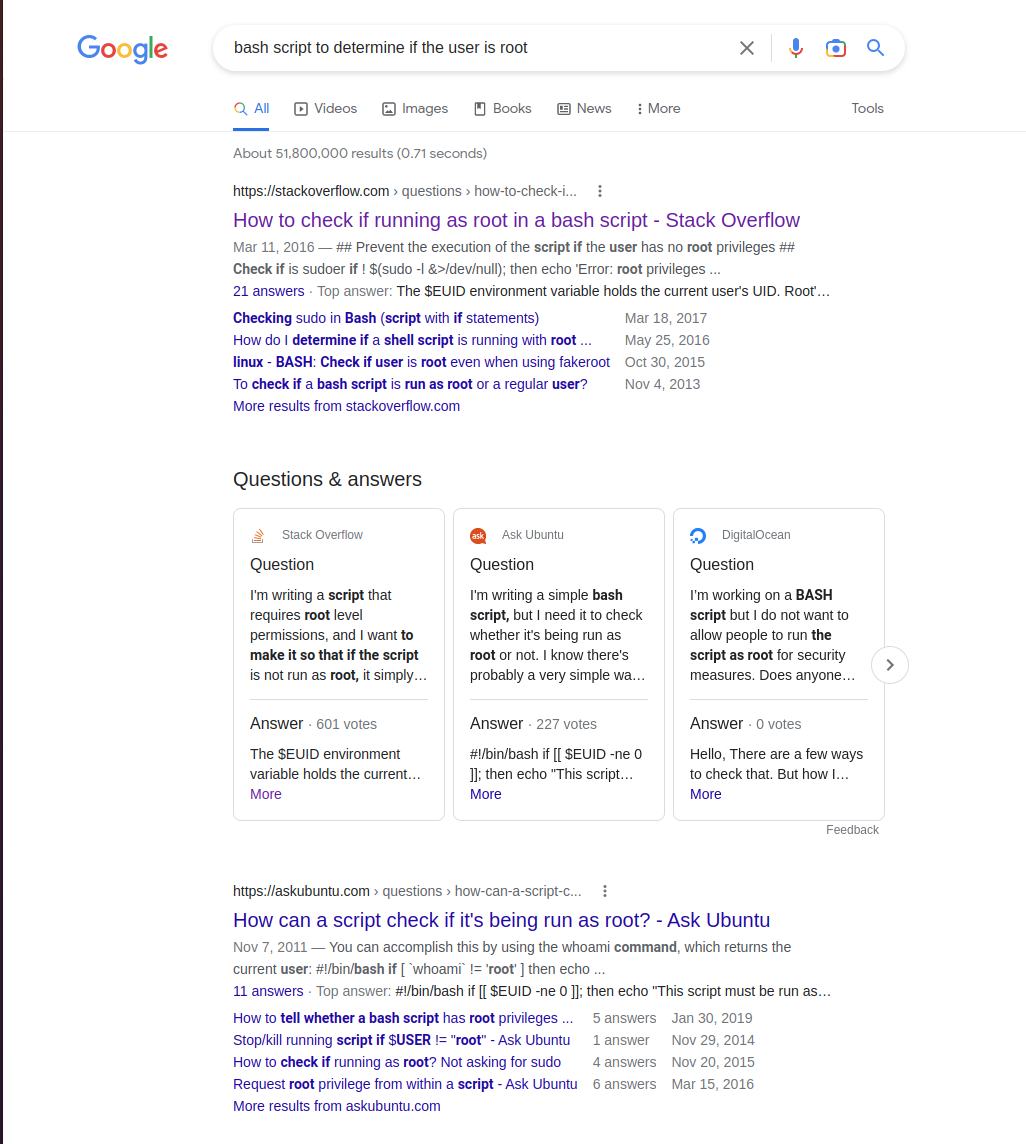 Google
bash script to determine if the user is root
All Videos Images Books News More Tools
About 51,800,000 results (0.71 seconds)
https://stackoverflow.com › questions › how-to-check-i...
How to check if running as root in a bash script - Stack Overflow
Mar 11, 2016 — ## Prevent the execution of the script if the user has no root privileges ##
Check if is sudoer if ! $(sudo -l &>/dev/null); then echo 'Error: root privileges ...
21 answers · Top answer: The $EUID environment variable holds the current user's UID. Root'…
Checking sudo in Bash (script with if statements) Mar 18, 2017
How do I determine if a shell script is running with root ... May 25, 2016
linux - BASH: Check if user is root even when using fakeroot Oct 30, 2015
To check if a bash script is run as root or a regular user? Nov 4, 2013
More results from stackoverflow.com
Questions & answers
Stack Overflow
Question
I'm writing a script that
requires root level
permissions, and I want to
make it so that if the script
is not run as root, it simply…
Answer · 601 votes
The $EUID environment
variable holds the current…
More
ask
Ask Ubuntu
Question
I'm writing a simple bash
script, but I need it to check
whether it's being run as
root or not. I know there's
probably a very simple wa…
Answer · 227 votes
#!/bin/bash if [[ $EUID -ne 0
]]; then echo "This script…
More
DigitalOcean
Question
I'm working on a BASH
script but I do not want to
allow people to run the
script as root for security
measures. Does anyone…
Answer · 0 votes
Hello, There are a few ways
to check that. But how I…
More
Feedback
https://askubuntu.com › questions › how-can-a-script-c...
How can a script check if it's being run as root? - Ask Ubuntu
Nov 7, 2011 — You can accomplish this by using the whoami command, which returns the
current user: #!/bin/bash if [ `whoami` != 'root' ] then echo ...
11 answers · Top answer: #!/bin/bash if [[ $EUID -ne 0 ]]; then echo "This script must be run as…
How to tell whether a bash script has root privileges ... 5 answers Jan 30, 2019
Stop/kill running script if $USER != "root" - Ask Ubuntu 1 answer Nov 29, 2014
How to check if running as root? Not asking for sudo 4 answers Nov 20, 2015
Request root privilege from within a script - Ask Ubuntu 6 answers Mar 15, 2016
More results from askubuntu.com